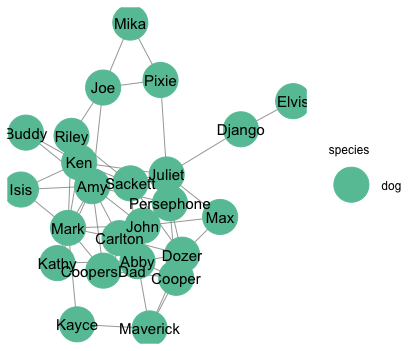 Mika
Joe
Pixie
Elvis
Django
Buddy
Riley
Ken
Juliet
Isis
Amy
Sackett
Persephone
Max
Mark
John
Carlton
Dozer
Kathy
CoopersDad
Abby
Cooper
Kayce
Maverick
species
dog